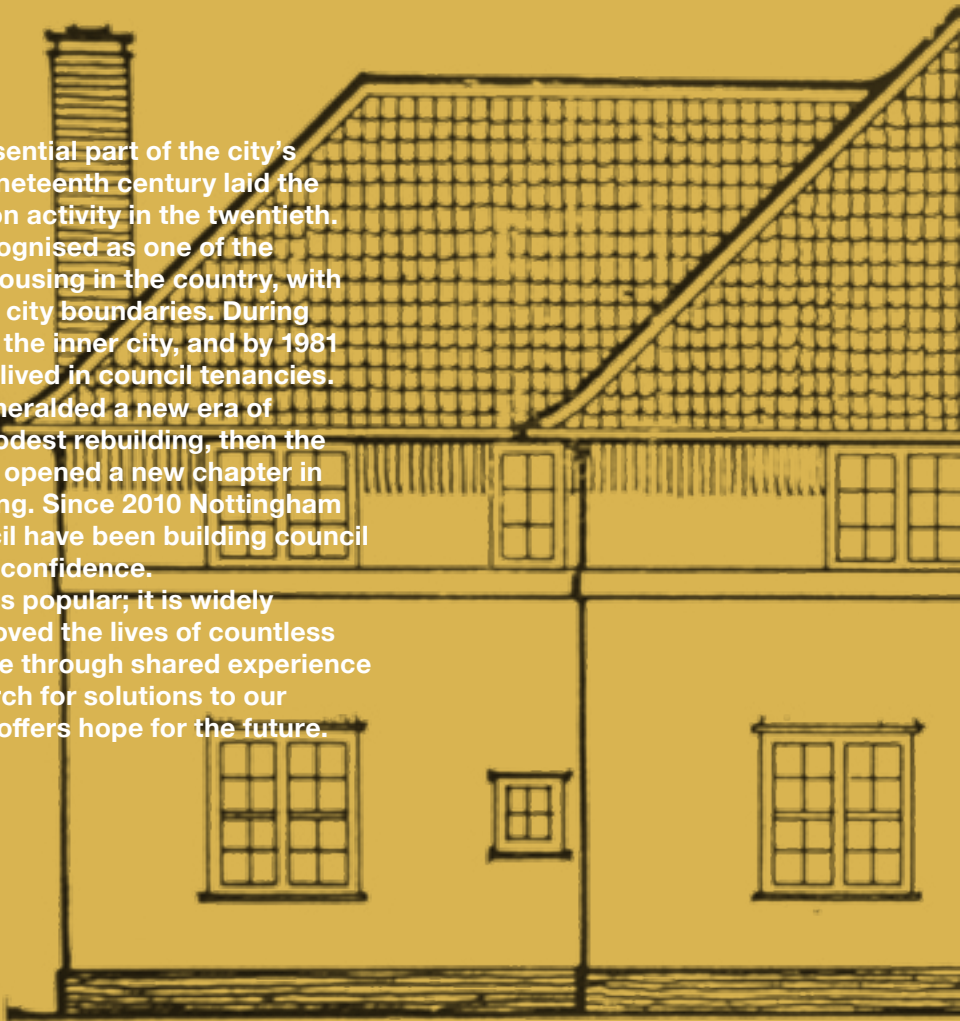 sential part of the city’s
neteenth century laid the
on activity in the twentieth.
ognised as one of the
ousing in the country, with
city boundaries. During
the inner city, and by 1981
lived in council tenancies.
heralded a new era of
odest rebuilding, then the
opened a new chapter in
ng. Since 2010 Nottingham
cil have been building council
confidence.
s popular; it is widely
oved the lives of countless
e through shared experience
rch for solutions to our
offers hope for the future.